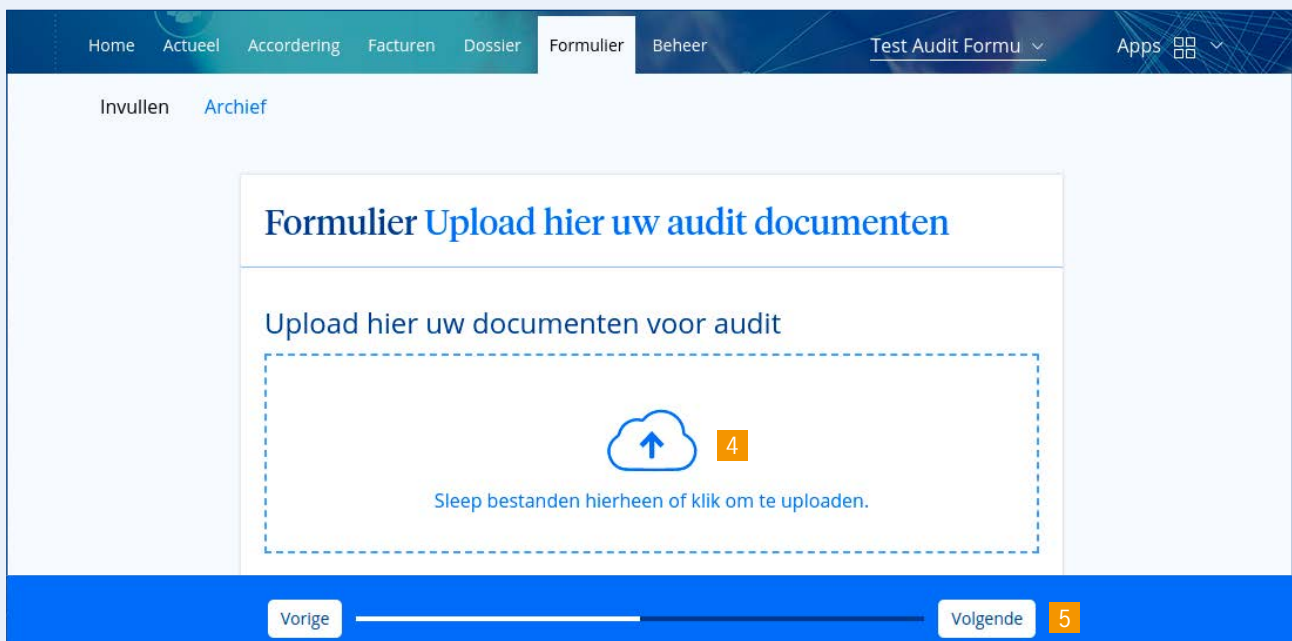 Home Actueel Accordering Facturen Dossier Formulier Beheer Test Audit Formu Apps
Invullen Archief
Formulier Upload hier uw audit documenten
Upload hier uw documenten voor audit
4
Sleep bestanden hierheen of klik om te uploaden.
Vorige Volgende 5